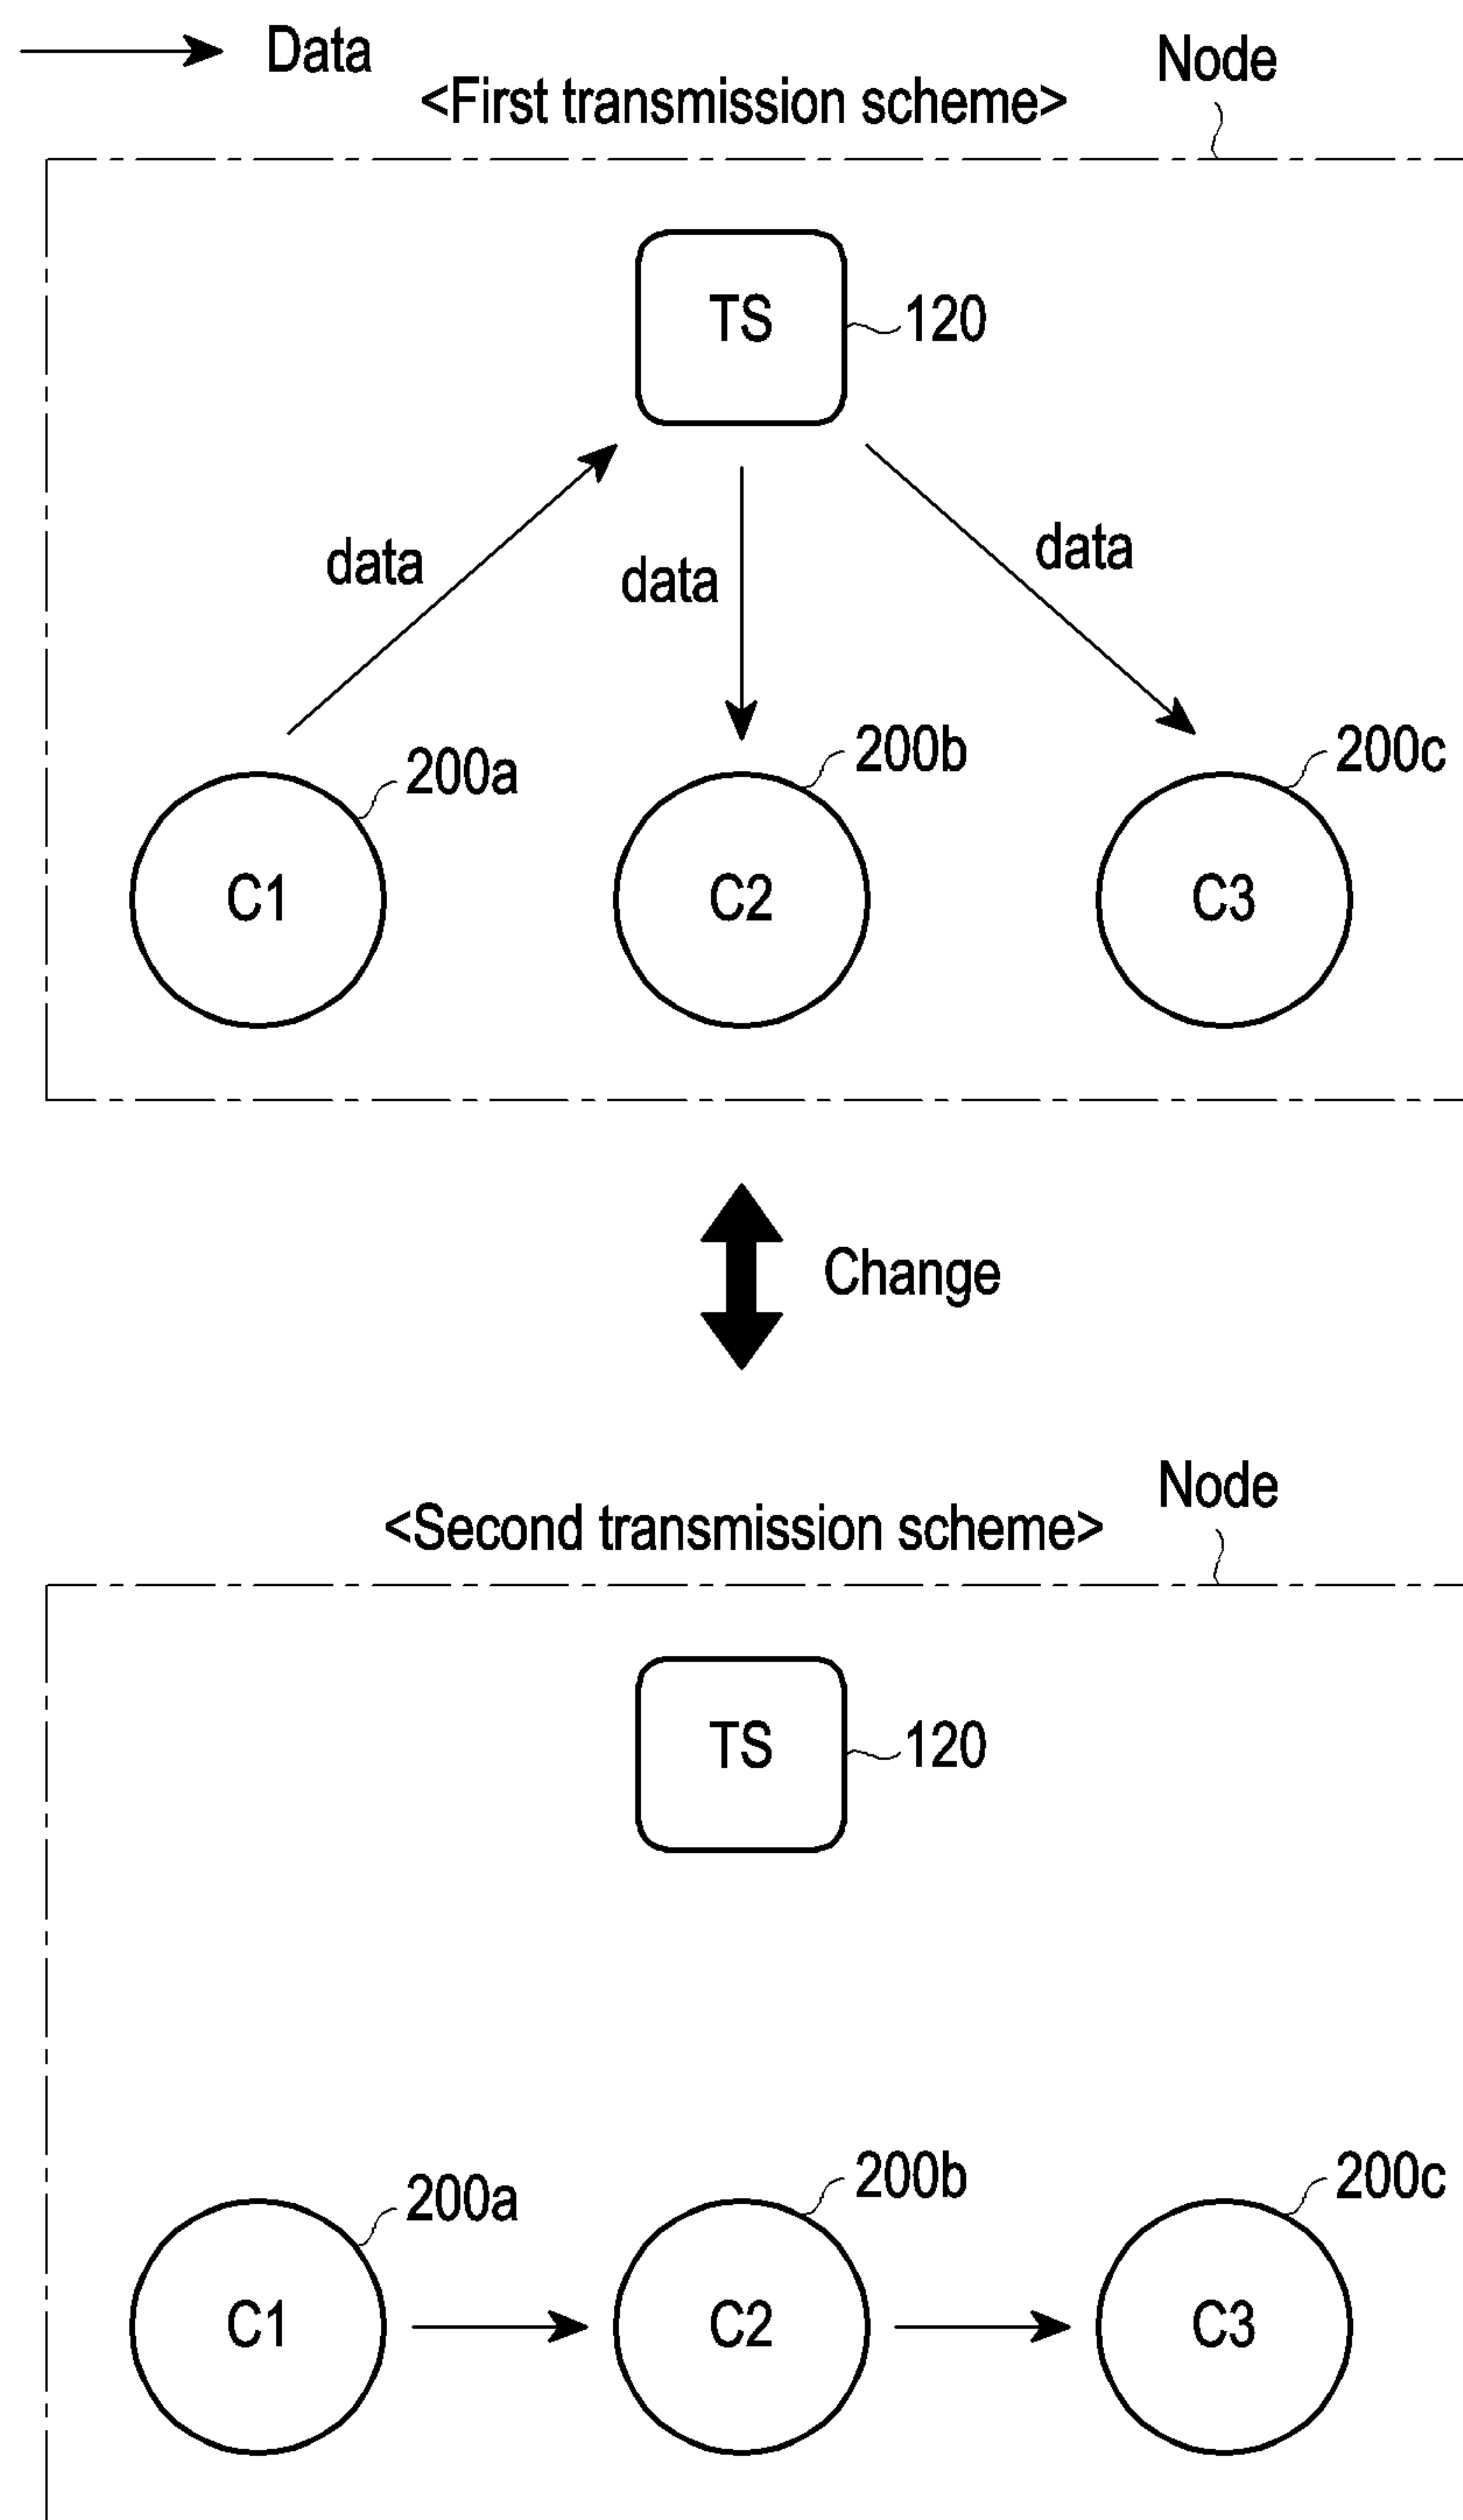 Data
Node
<First transmission scheme>
TS
120
data
data
data
200a
200b
200c
C1
C2
C3
Change
Node
<Second transmission scheme>
TS
120
200a
200b
200c
C1
C2
C3